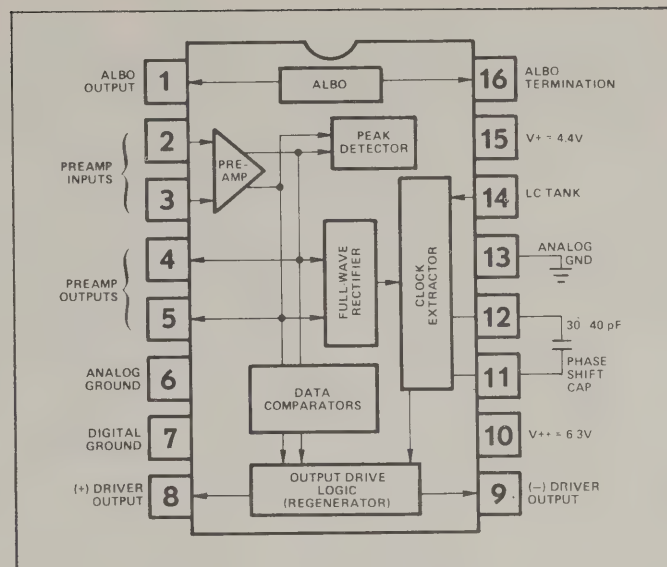 ALBO
OUTPUT
1
ALBO
16
ALBO
TERMINATION
PREAMP
INPUTS
2
3
PRE-
AMP
PEAK
DETECTOR
15
V+ = 4.4V
14
LC TANK
PREAMP
OUTPUTS
4
5
FULL-WAVE
RECTIFIER
CLOCK
EXTRACTOR
13
ANALOG
GND
12
30 40 pF
11
PHASE
SHIFT
CAP
ANALOG
GROUND
6
DATA
COMPARATORS
DIGITAL
GROUND
7
10
V++ = 6.3V
(+) DRIVER
OUTPUT
8
OUTPUT DRIVE
LOGIC
(REGENERATOR)
9
(−) DRIVER
OUTPUT